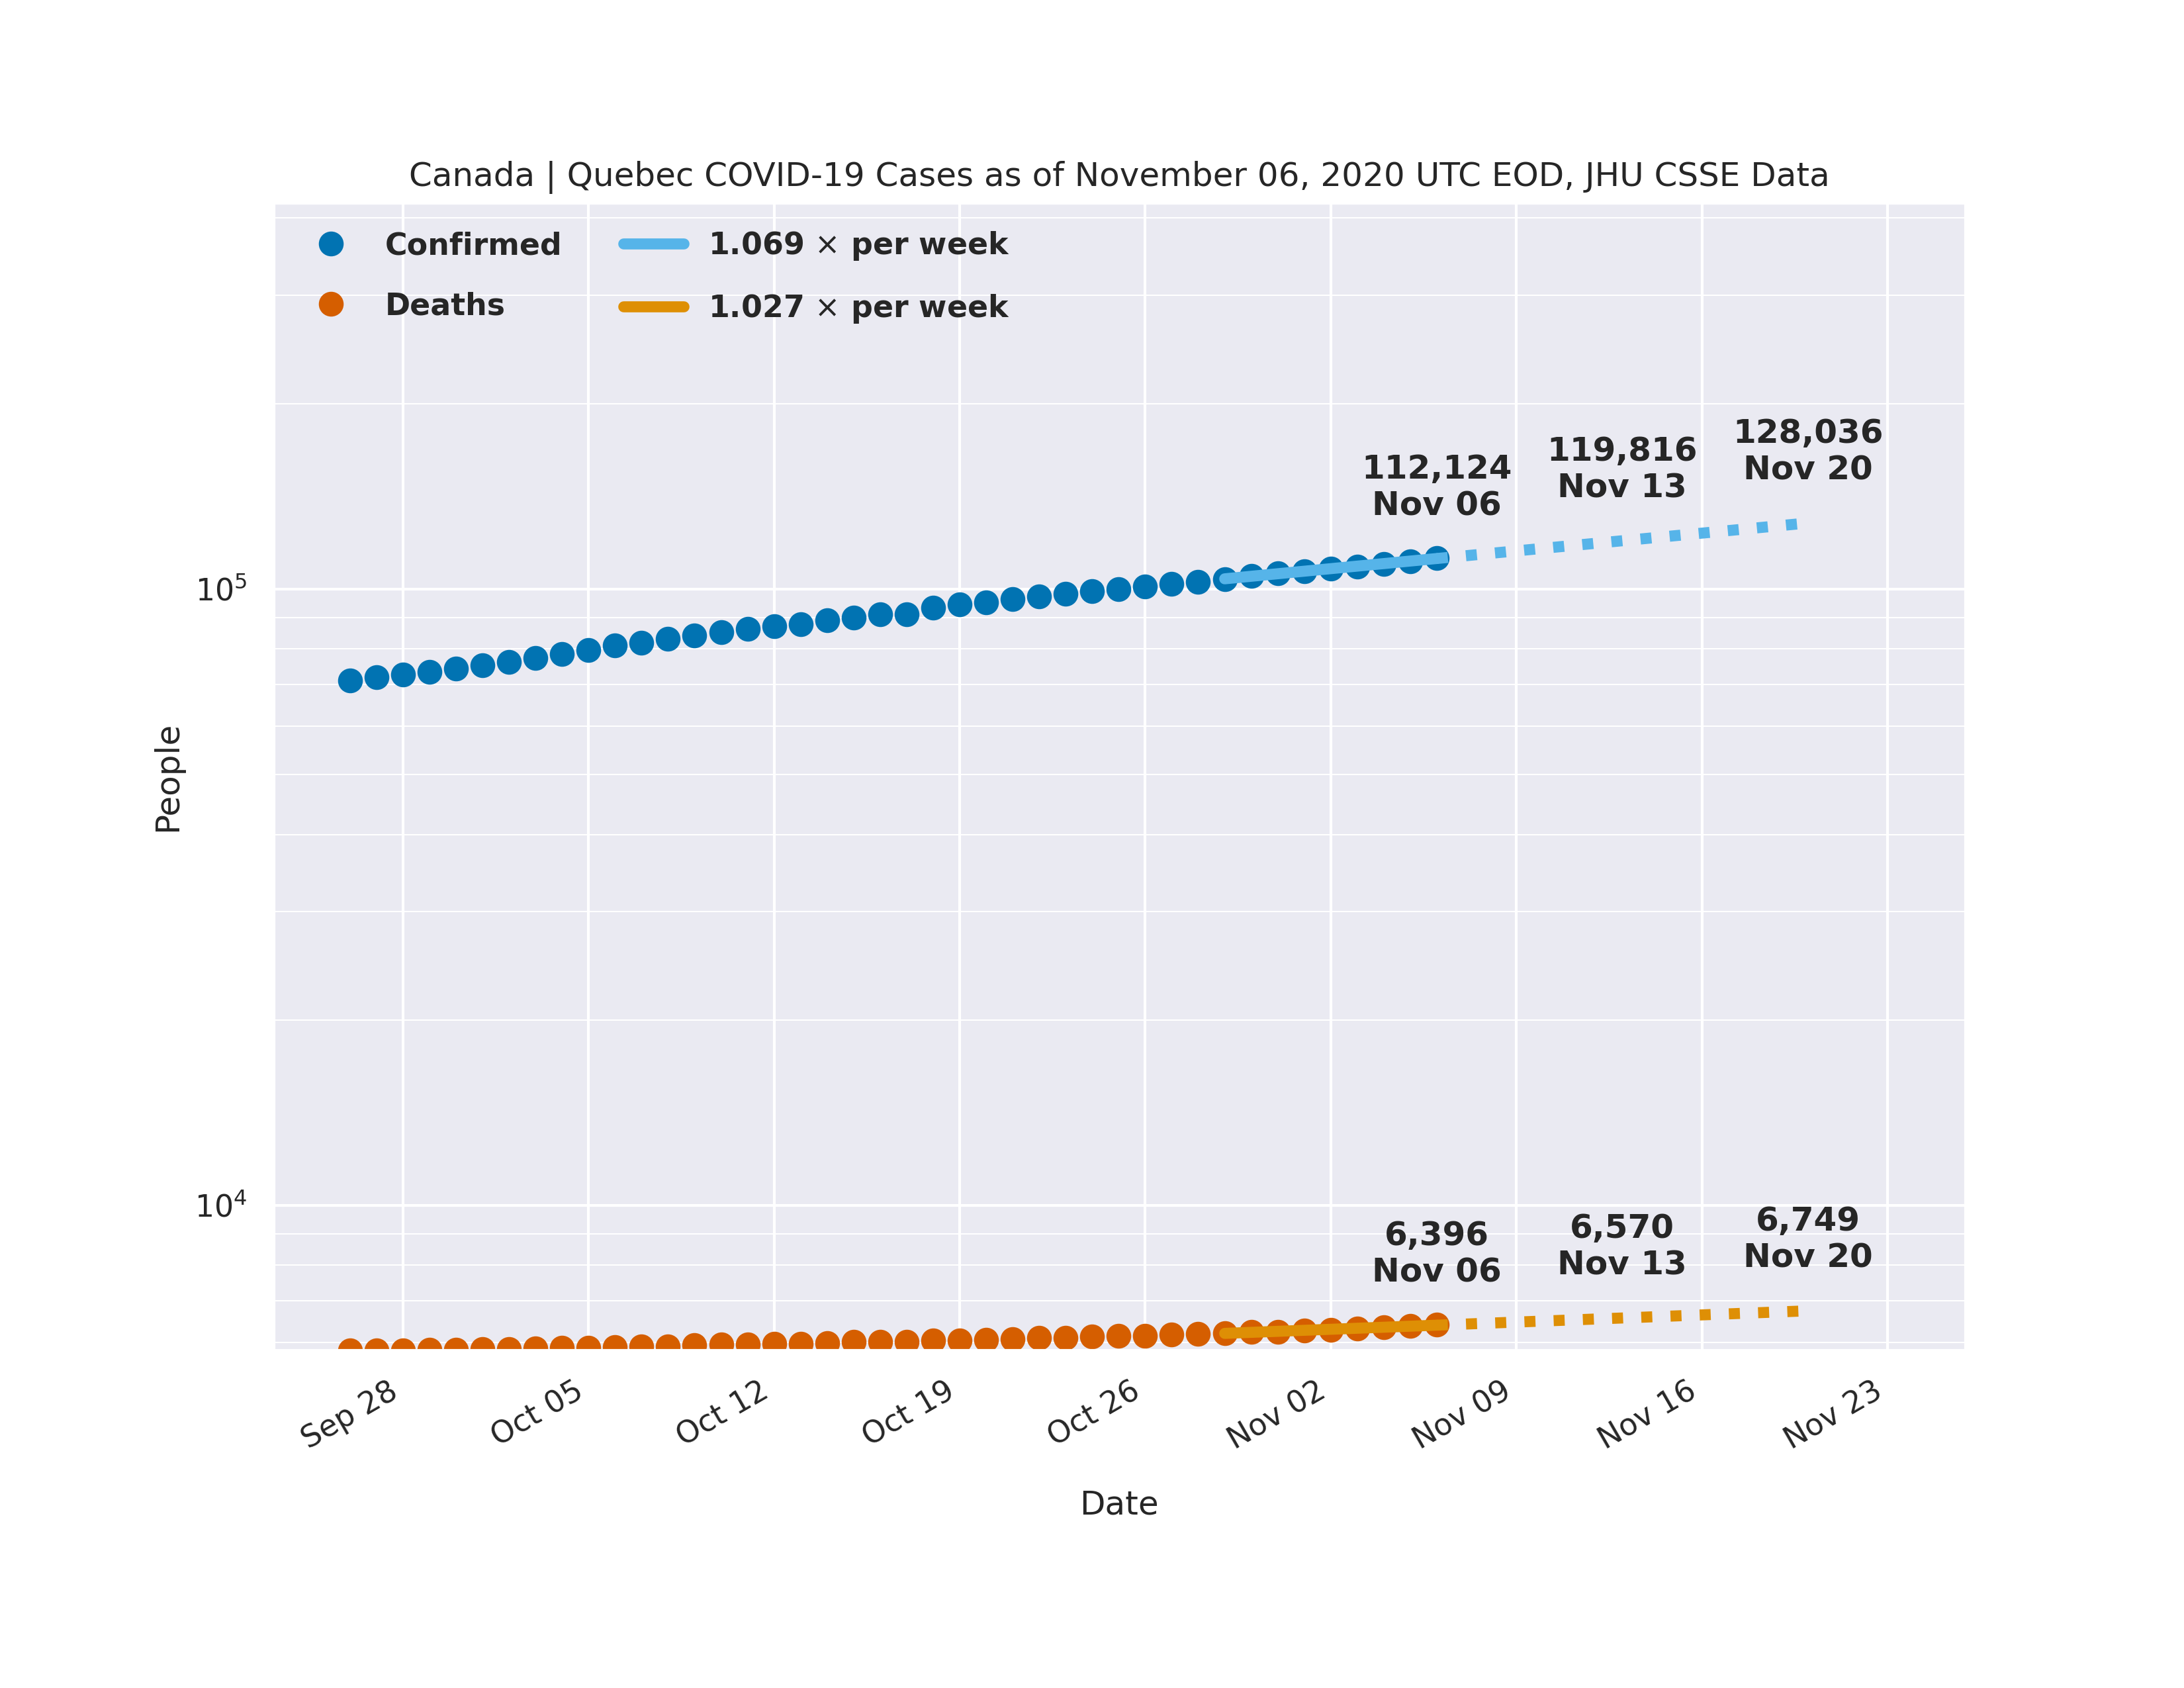 Canada | Quebec COVID-19 Cases as of November 06, 2020 UTC EOD, JHU CSSE Data
Confirmed
Deaths
1.069 × per week
1.027 × per week
128,036
Nov 20
119,816
Nov 13
112,124
Nov 06
10⁵
People
10⁴
6,396
Nov 06
6,570
Nov 13
6,749
Nov 20
Sep 28
Oct 05
Oct 12
Oct 19
Oct 26
Nov 02
Nov 09
Nov 16
Nov 23
Date